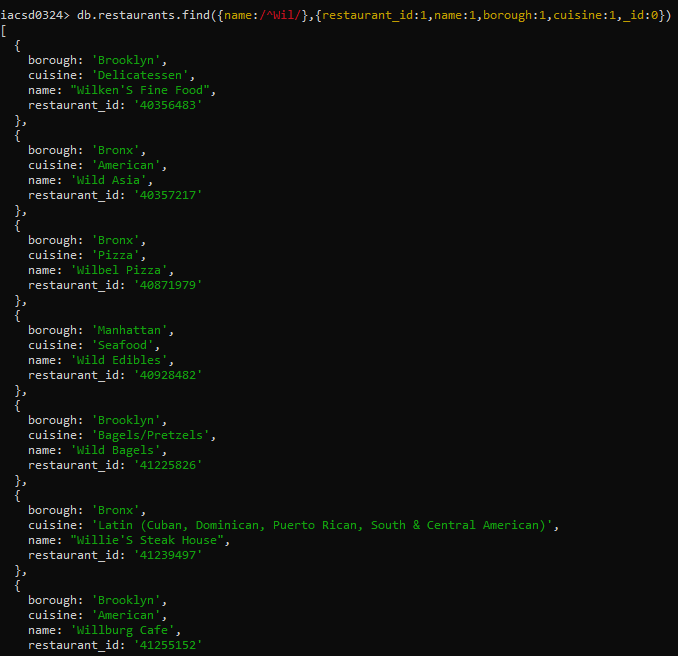 iacsd0324> db.restaurants.find({name:/^Wil/},{restaurant_id:1,name:1,borough:1,cuisine:1,_id:0})
[
  {
    borough: 'Brooklyn',
    cuisine: 'Delicatessen',
    name: "Wilken'S Fine Food",
    restaurant_id: '40356483'
  },
  {
    borough: 'Bronx',
    cuisine: 'American',
    name: 'Wild Asia',
    restaurant_id: '40357217'
  },
  {
    borough: 'Bronx',
    cuisine: 'Pizza',
    name: 'Wilbel Pizza',
    restaurant_id: '40871979'
  },
  {
    borough: 'Manhattan',
    cuisine: 'Seafood',
    name: 'Wild Edibles',
    restaurant_id: '40928482'
  },
  {
    borough: 'Brooklyn',
    cuisine: 'Bagels/Pretzels',
    name: 'Wild Bagels',
    restaurant_id: '41225826'
  },
  {
    borough: 'Bronx',
    cuisine: 'Latin (Cuban, Dominican, Puerto Rican, South & Central American)',
    name: "Willie'S Steak House",
    restaurant_id: '41239497'
  },
  {
    borough: 'Brooklyn',
    cuisine: 'American',
    name: 'Willburg Cafe',
    restaurant_id: '41255152'